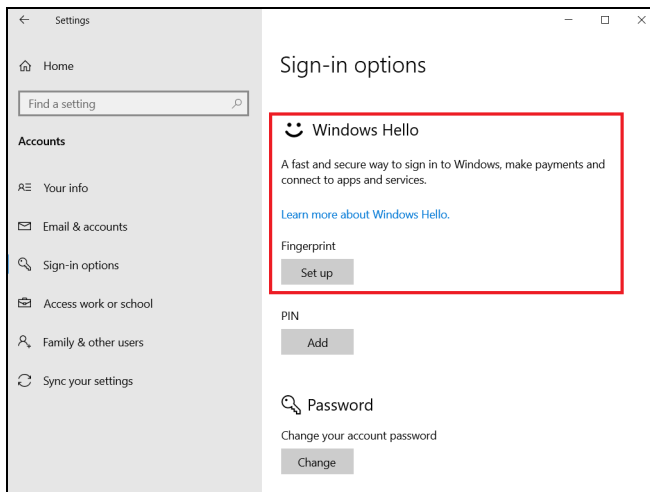 Settings
Home
Find a setting
Accounts
Your info
Email & accounts
Sign-in options
Access work or school
Family & other users
Sync your settings
Sign-in options
Windows Hello
A fast and secure way to sign in to Windows, make payments and
connect to apps and services.
Learn more about Windows Hello.
Fingerprint
Set up
PIN
Add
Password
Change your account password
Change